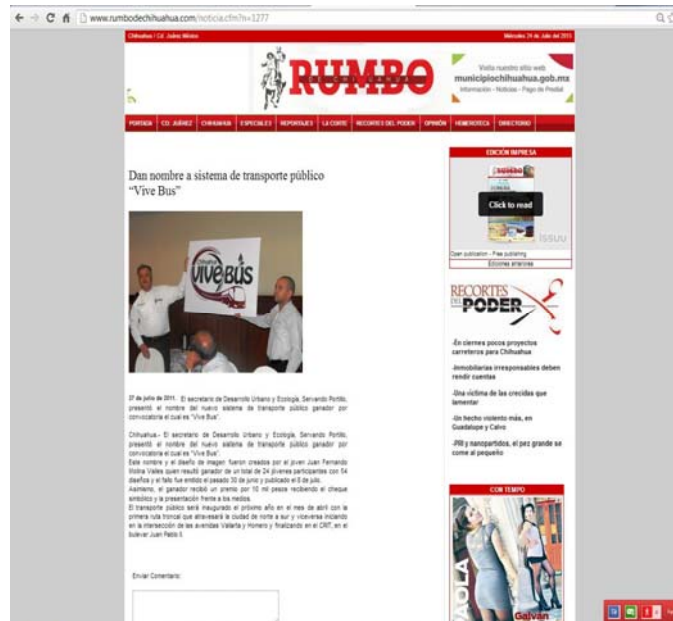 www.rumbodechihuahua.com/noticia.cfm?n=1277
Chihuahua / Cd. Juárez México
Miércoles 24 de Julio del 2013
RUMBO
DE CHIHUAHUA
Visita nuestro sitio web
municipiochihuahua.gob.mx
Información - Noticias - Pago de Predial
PORTADA CD. JUÁREZ CHIHUAHUA ESPECIALES REPORTAJES LA CORTE RECORTES DEL PODER OPINIÓN HEMEROTECA DIRECTORIO
Dan nombre a sistema de transporte público
“Vive Bus”
Chihuahua
VIVEBÚS
27 de julio de 2011. El secretario de Desarrollo Urbano y Ecología, Servando Portillo,
presentó el nombre del nuevo sistema de transporte público ganador por
convocatoria el cual es “Vive Bus”.
Chihuahua.- El secretario de Desarrollo Urbano y Ecología, Servando Portillo,
presentó el nombre del nuevo sistema de transporte público ganador por
convocatoria el cual es “Vive Bus”.
Este nombre y el diseño de imagen fueron creados por el joven Juan Fernando
Molina Valles quien resultó ganador de un total de 24 jóvenes participantes con 54
diseños y el fallo fue emitido el pasado 30 de junio y publicado el 8 de julio.
Asimismo, el ganador recibió un premio por 10 mil pesos recibiendo el cheque
simbólico y la presentación frente a los medios.
El transporte público será inaugurado el próximo año en el mes de abril con la
primera ruta troncal que atravesará la ciudad de norte a sur y viceversa iniciando
en la intersección de las avenidas Vallarta y Homero y finalizando en el CRIT, en el
bulevar Juan Pablo II.
Enviar Comentario:
EDICIÓN IMPRESA
RUMBO
Click to read
issuu
Open publication - Free publishing
Ediciones anteriores
RECORTES
DEL PODER
-En ciernes pocos proyectos
carreteros para Chihuahua
-Inmobiliarias irresponsables deben
rendir cuentas
-Una víctima de las crecidas que
lamentar
-Un hecho violento más, en
Guadalupe y Calvo
-PRI y nanopartidos, el pez grande se
come al pequeño
CON TEMPO
PAOLA
Galván